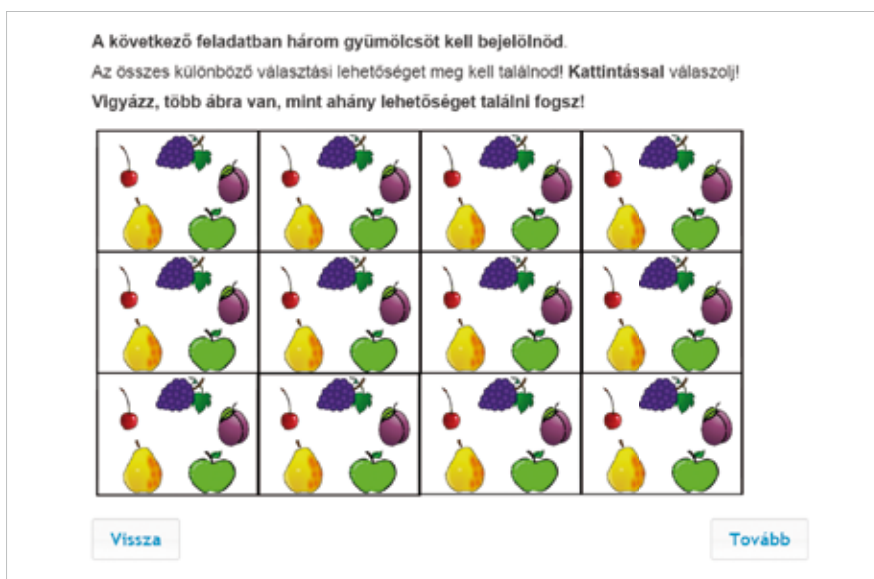 A következő feladatban három gyümölcsöt kell bejelölnöd.
Az összes különböző választási lehetőséget meg kell találnod! Kattintással válaszolj!
Vigyázz, több ábra van, mint ahány lehetőséget találni fogsz!
Vissza
Tovább